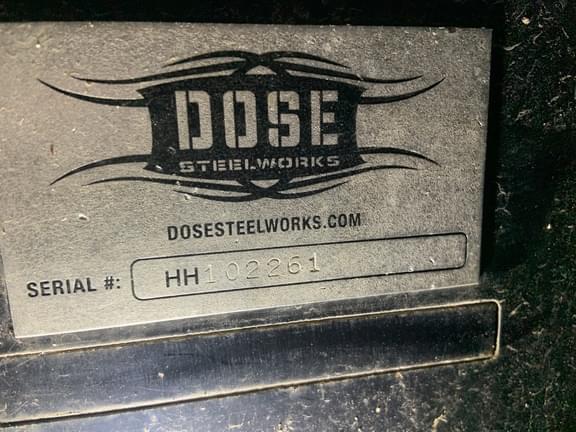 DOSE
STEELWORKS
DOSESTEELWORKS.COM
SERIAL #: HH102261